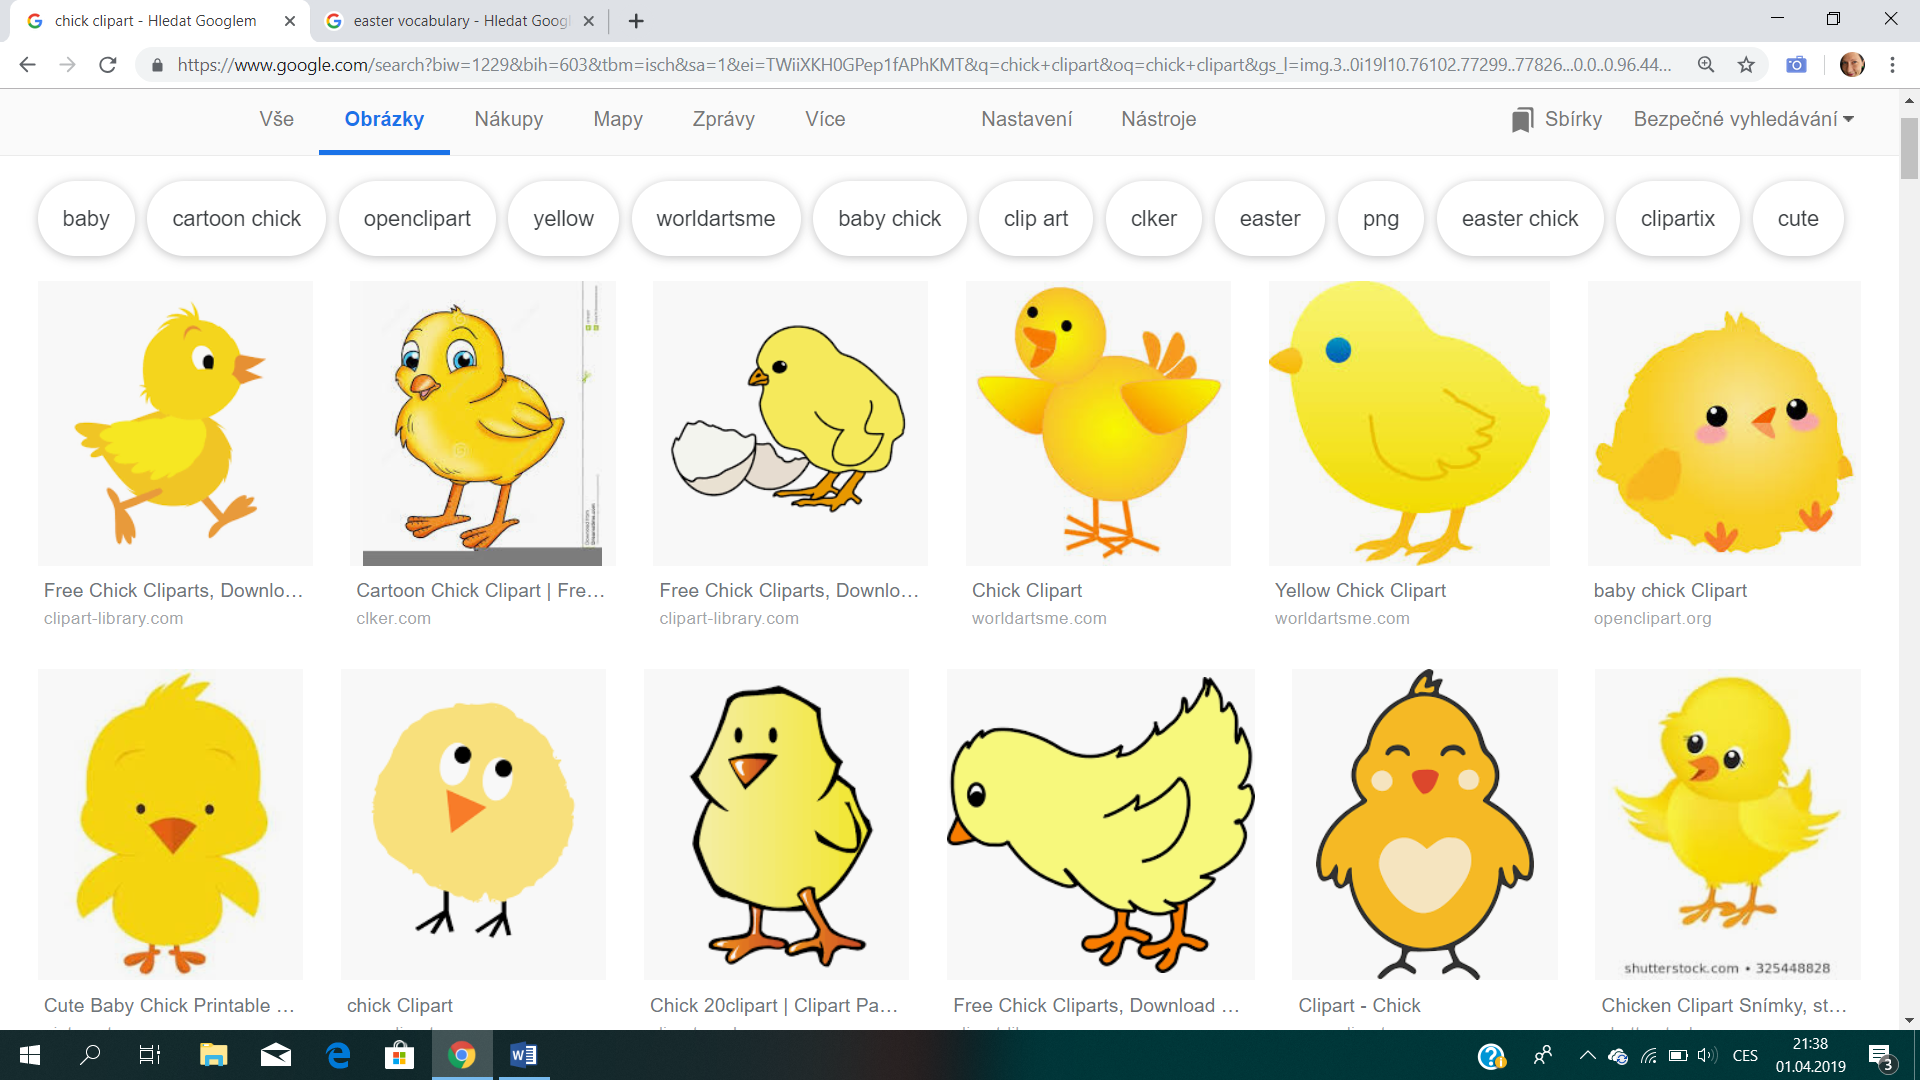 chick clipart - Hledat Googlem
easter vocabulary - Hledat Goog
https://www.google.com/search?biw=1229&bih=603&tbm=isch&sa=1&ei=TWiiXKH0GPep1fAPhKMT&q=chick+clipart&oq=chick+clipart&gs_l=img.3..0i19l10.76102.77299..77826...0.0..0.96.44...
Vše Obrázky Nákupy Mapy Zprávy Více Nastavení Nástroje Sbírky Bezpečné vyhledávání
baby cartoon chick openclipart yellow worldartsme baby chick clip art clker easter png easter chick clipartix cute
Free Chick Cliparts, Downlo... Cartoon Chick Clipart | Fre... Free Chick Cliparts, Downlo... Chick Clipart Yellow Chick Clipart baby chick Clipart
clipart-library.com clker.com clipart-library.com worldartsme.com worldartsme.com openclipart.org
shutterstock.com • 325448828
Cute Baby Chick Printable ... chick Clipart Chick 20clipart | Clipart Pa... Free Chick Cliparts, Download ... Clipart - Chick Chicken Clipart Snímky, st...
CES
21:38
01.04.2019
3